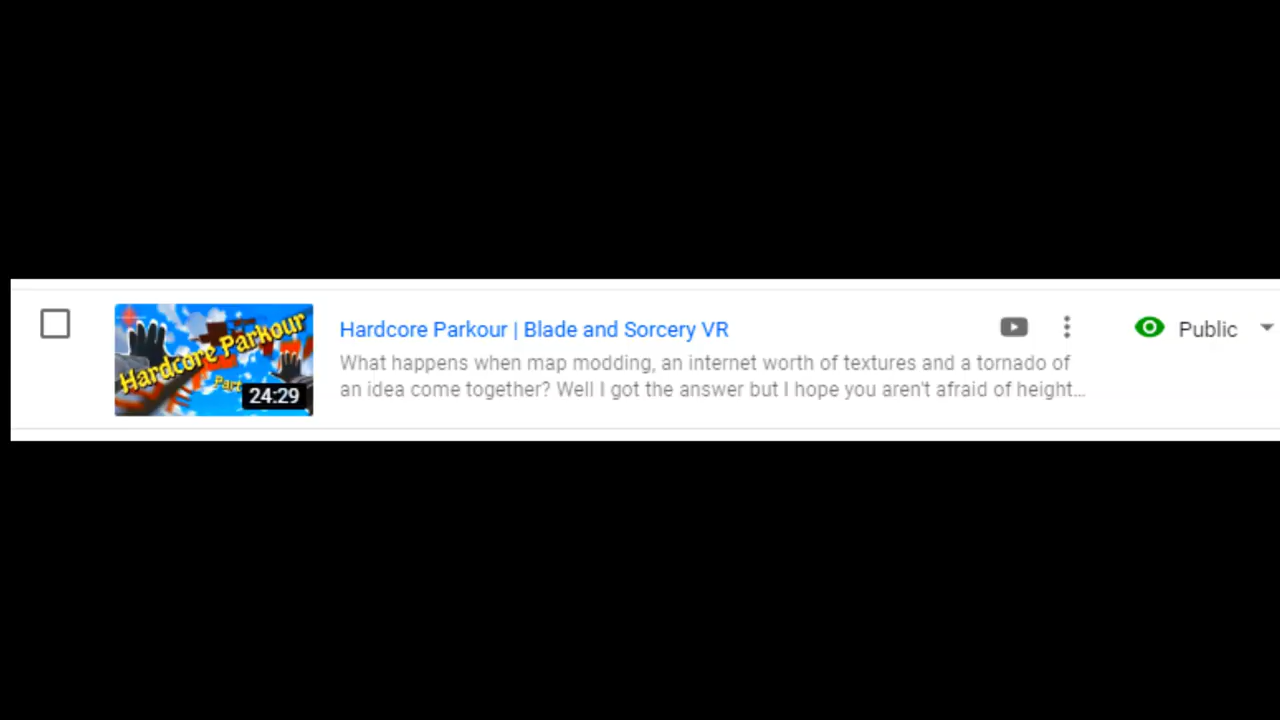 Hardcore Parkour
Part
24:29
Hardcore Parkour | Blade and Sorcery VR
What happens when map modding, an internet worth of textures and a tornado of
an idea come together? Well I got the answer but I hope you aren't afraid of height...
Public